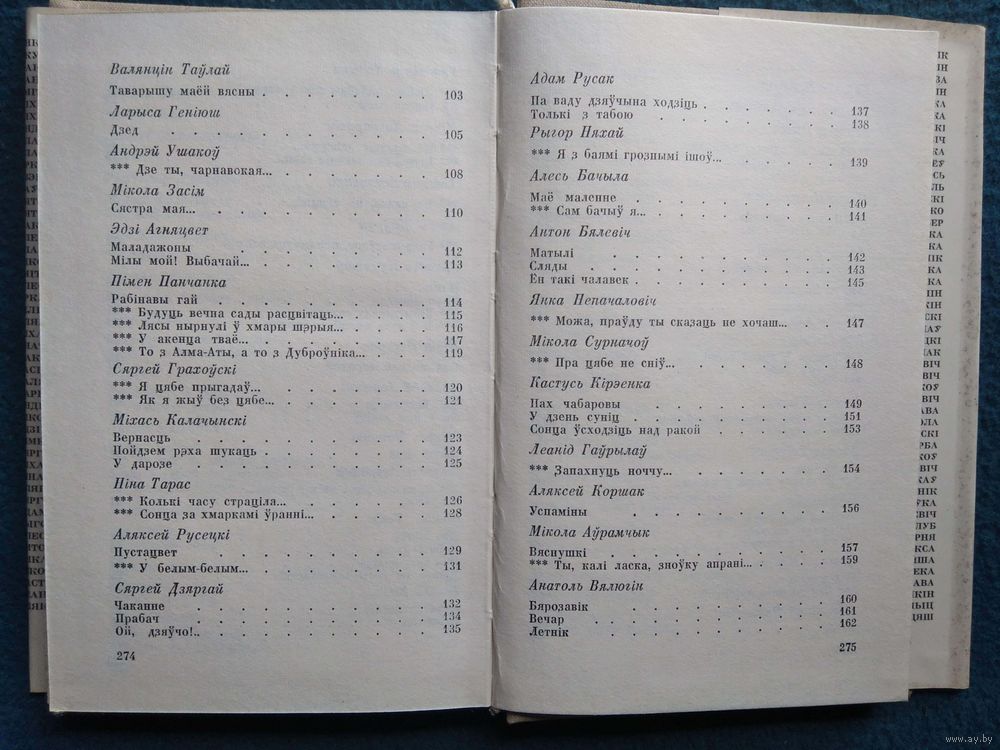 Валянцін Таўлай
Таварышу маёй вясны . . . . . . . 103
Ларыса Геніюш
Дзед . . . . . . . . . . . 105
Андрэй Ушакоў
*** Дзе ты, чарнавокая... . . . . . . 108
Мікола Засім
Сястра мая... . . . . . . . . . 110
Эдзі Агняцвет
Маладажоны . . . . . . . . . 112
Мілы мой! Выбачай... . . . . . . . 113
Пімен Панчанка
Рабінавы гай . . . . . . . . . 114
*** Будуць вечна сады расцвітаць... . . . . 115
*** Лясы нырнулі ў хмары шэрыя... . . . . 116
*** У акенца тваё... . . . . . . . 117
*** То з Алма-Аты, а то з Дуброўніка... . . . 119
Сяргей Грахоўскі
*** Я цябе прыгадаў... . . . . . . . 120
*** Як я жыў без цябе... . . . . . . 121
Міхась Калачынскі
Вернасць . . . . . . . . . . 123
Пойдзем рэха шукаць . . . . . . . 124
У дарозе . . . . . . . . . . 125
Ніна Тарас
*** Колькі часу страціла... . . . . . . 126
*** Сонца за хмаркамі ўранні... . . . . . 128
Аляксей Русецкі
Пустацвет . . . . . . . . . . 129
*** У белым-белым... . . . . . . . 131
Сяргей Дзяргай
Чаканне . . . . . . . . . . 132
Прабач . . . . . . . . . . 134
Ой, дзяўчо!.. . . . . . . . . . 135
274
Адам Русак
Па ваду дзяўчына ходзіць . . . . . . 137
Толькі з табою . . . . . . . . 138
Рыгор Няхай
*** Я з баямі грознымі ішоў... . . . . . 139
Алесь Бачыла
Маё маленне . . . . . . . . . 140
*** Сам бачыў я... . . . . . . . . 141
Антон Бялевіч
Матылі . . . . . . . . . . 142
Сляды . . . . . . . . . . 143
Ён такі чалавек . . . . . . . . 145
Янка Непачаловіч
*** Можа, праўду ты сказаць не хочаш... . . . 147
Мікола Сурначоў
*** Пра цябе не сніў... . . . . . . . 148
Кастусь Кірэенка
Пах чабаровы . . . . . . . . . 149
У дзень суніц . . . . . . . . . 151
Сонца ўсходзіць над ракой . . . . . . 153
Леанід Гаўрылаў
*** Запахнуць ноччу... . . . . . . . 154
Аляксей Коршак
Успаміны . . . . . . . . . . 156
Мікола Аўрамчык
Вяснушкі . . . . . . . . . . 157
*** Ты, калі ласка, зноўку апрані... . . . . 159
Анатоль Вялюгін
Бярозавік . . . . . . . . . . 160
Вечар . . . . . . . . . . . 161
Летнік . . . . . . . . . . 162
275
www.ay.by